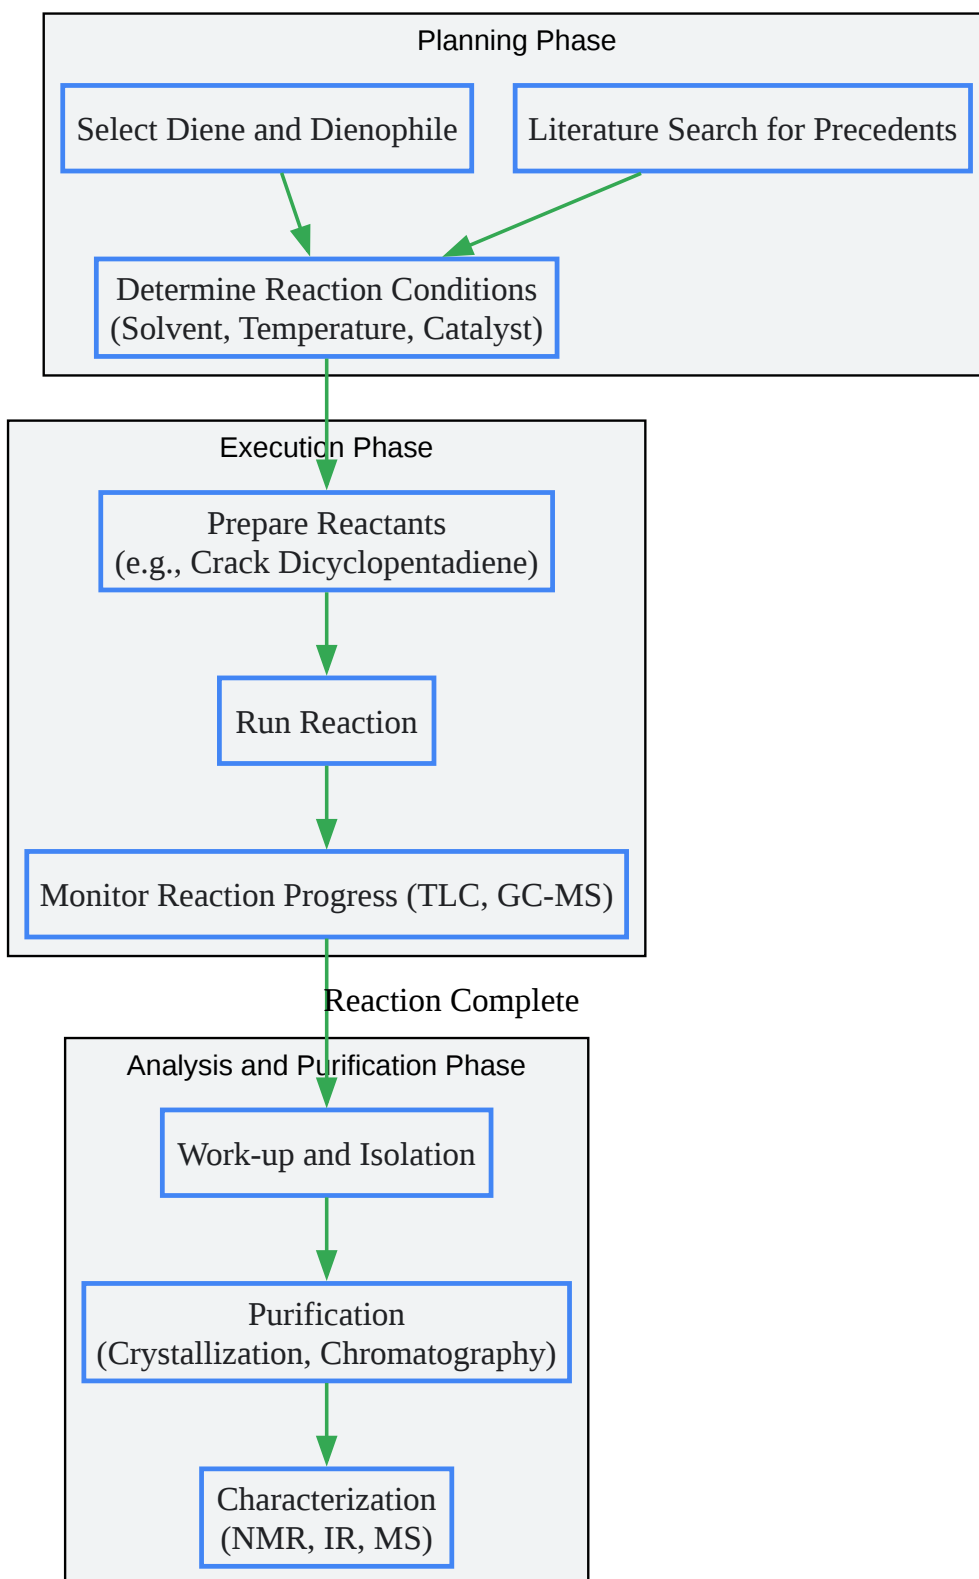 Planning Phase
Select Diene and Dienophile
Literature Search for Precedents
Determine Reaction Conditions
(Solvent, Temperature, Catalyst)
Execution Phase
Prepare Reactants
(e.g., Crack Dicyclopentadiene)
Run Reaction
Monitor Reaction Progress (TLC, GC-MS)
Reaction Complete
Analysis and Purification Phase
Work-up and Isolation
Purification
(Crystallization, Chromatography)
Characterization
(NMR, IR, MS)